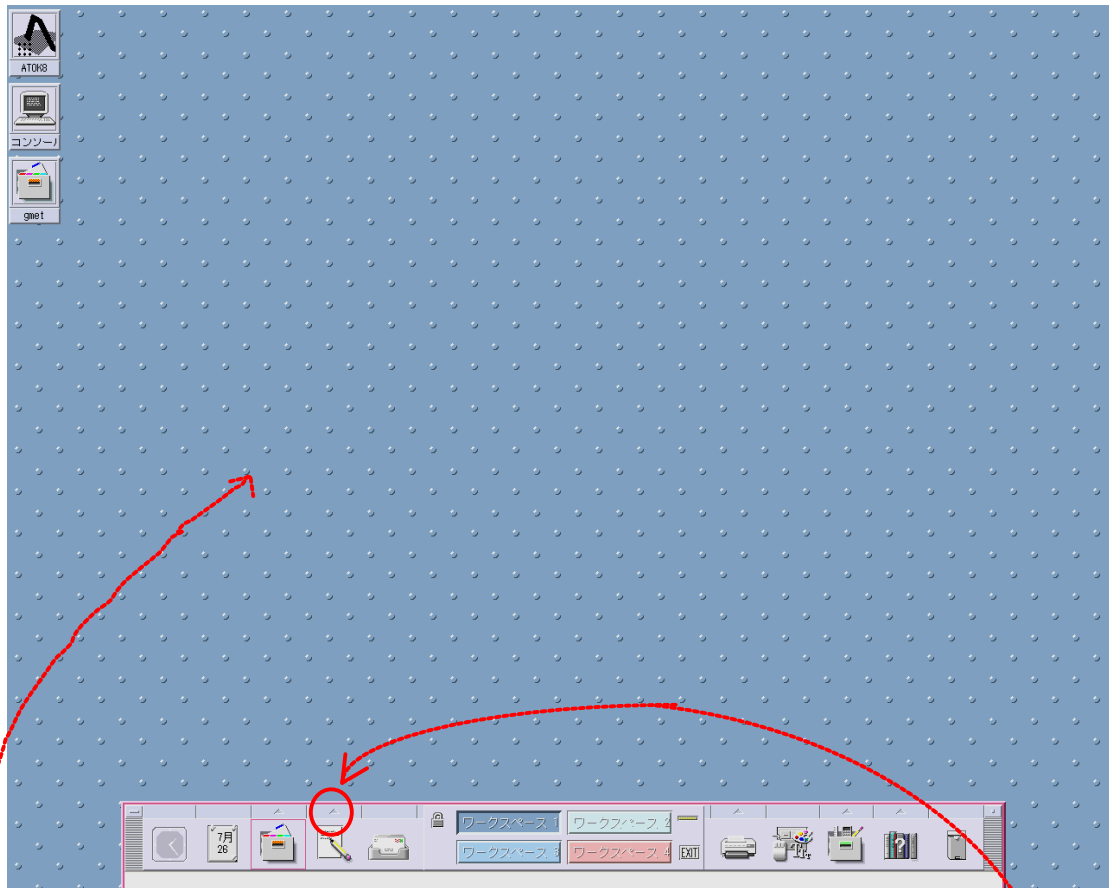 ATOK8
コンソール
gmet
7月
26
ワークスペース 1
ワークスペース 2
ワークスペース 3
ワークスペース 4
EXIT